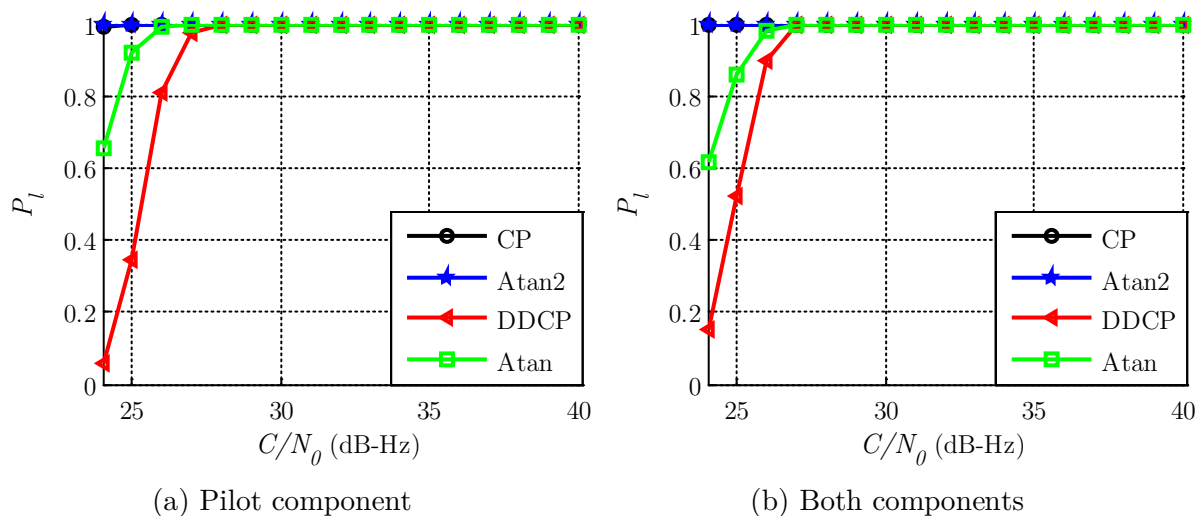 1
0.8
0.6
0.4
0.2
0
P_l
25
30
35
40
C/N_0 (dB-Hz)
CP
Atan2
DDCP
Atan
(a) Pilot component
1
0.8
0.6
0.4
0.2
0
P_l
25
30
35
40
C/N_0 (dB-Hz)
CP
Atan2
DDCP
Atan
(b) Both components